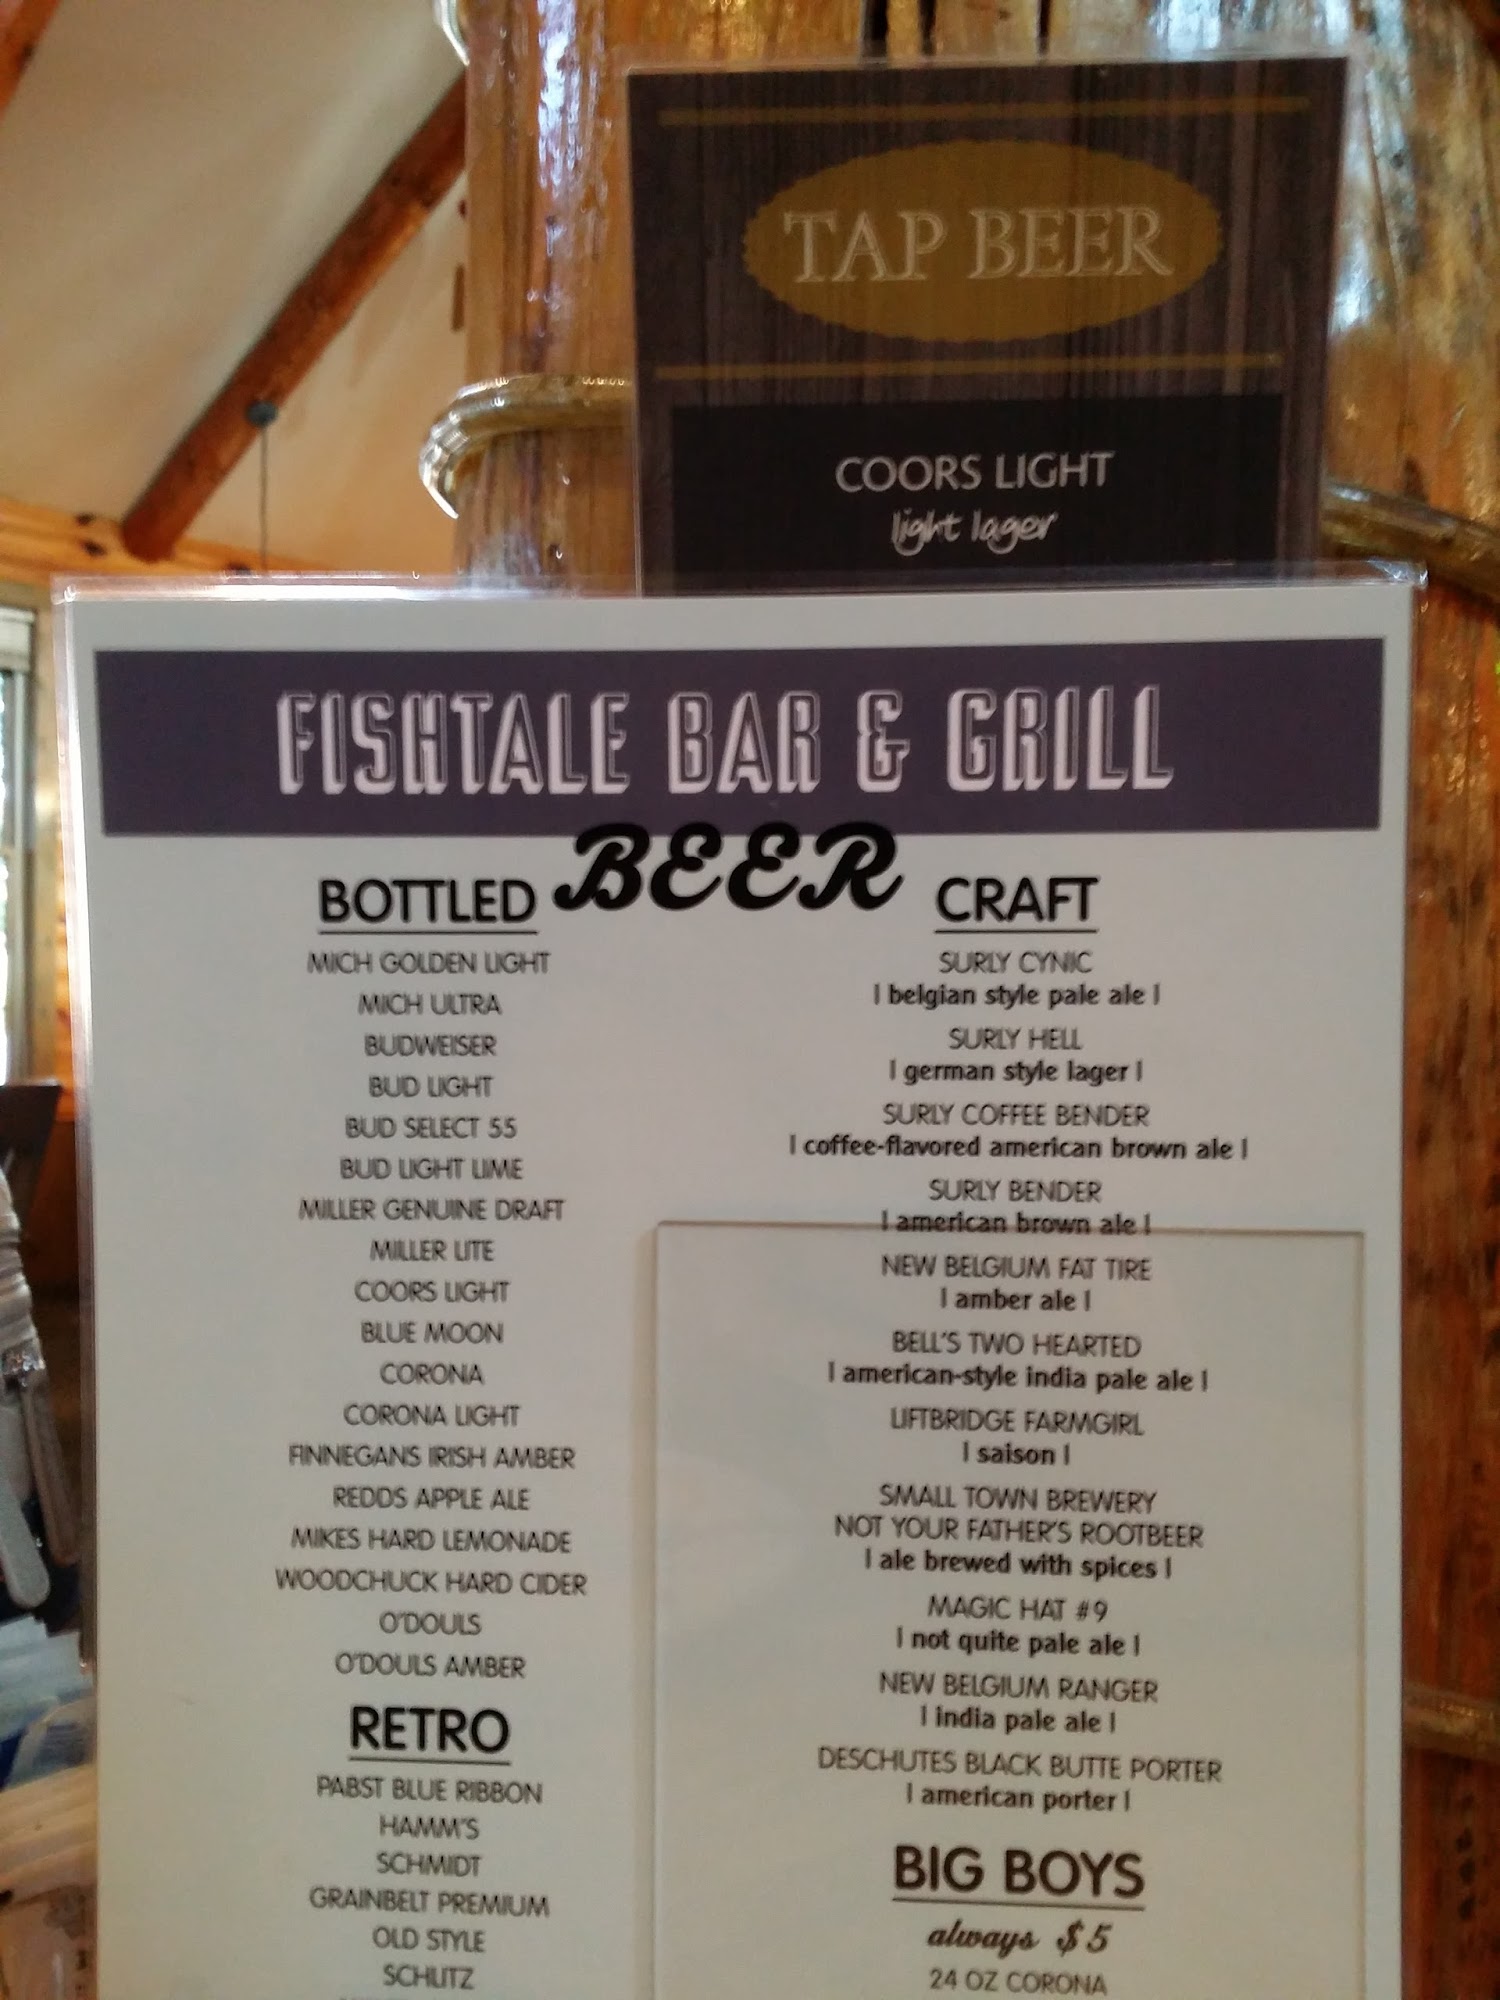 TAP BEER
COORS LIGHT
light lager
FISHTALE BAR & GRILL
BEER
BOTTLED
MICH GOLDEN LIGHT
MICH ULTRA
BUDWEISER
BUD LIGHT
BUD SELECT 55
BUD LIGHT LIME
MILLER GENUINE DRAFT
MILLER LITE
COORS LIGHT
BLUE MOON
CORONA
CORONA LIGHT
FINNEGANS IRISH AMBER
REDDS APPLE ALE
MIKES HARD LEMONADE
WOODCHUCK HARD CIDER
O'DOULS
O'DOULS AMBER
RETRO
PABST BLUE RIBBON
HAMM'S
SCHMIDT
GRAINBELT PREMIUM
OLD STYLE
SCHLITZ
CRAFT
SURLY CYNIC
| belgian style pale ale |
SURLY HELL
| german style lager |
SURLY COFFEE BENDER
| coffee-flavored american brown ale |
SURLY BENDER
| american brown ale |
NEW BELGIUM FAT TIRE
| amber ale |
BELL'S TWO HEARTED
| american-style india pale ale |
LIFTBRIDGE FARMGIRL
| saison |
SMALL TOWN BREWERY
NOT YOUR FATHER'S ROOTBEER
| ale brewed with spices |
MAGIC HAT #9
| not quite pale ale |
NEW BELGIUM RANGER
| india pale ale |
DESCHUTES BLACK BUTTE PORTER
| american porter |
BIG BOYS
always $5
24 OZ CORONA